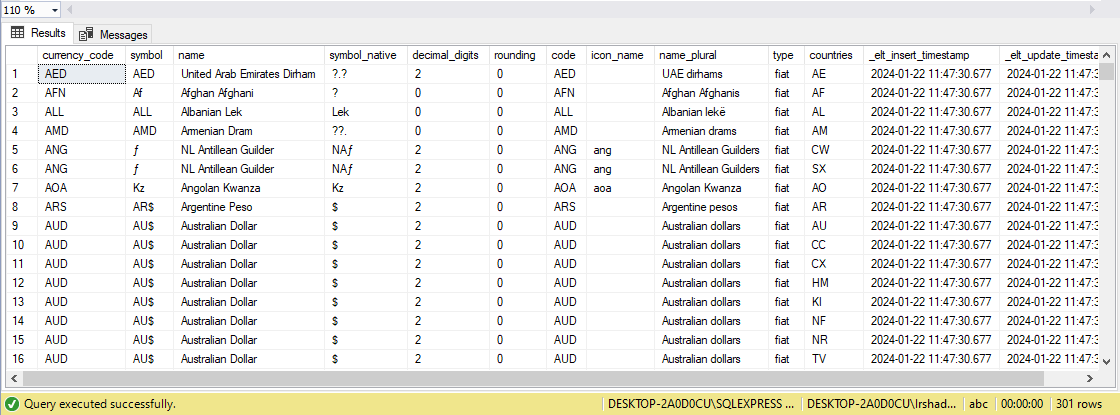 110 %
Results Messages
currency_code symbol name symbol_native decimal_digits rounding code icon_name name_plural type countries _elt_insert_timestamp _elt_update_timesta
1 AED AED United Arab Emirates Dirham ?.? 2 0 AED UAE dirhams fiat AE 2024-01-22 11:47:30.677 2024-01-22 11:47:3
2 AFN Af Afghan Afghani ? 0 0 AFN Afghan Afghanis fiat AF 2024-01-22 11:47:30.677 2024-01-22 11:47:3
3 ALL ALL Albanian Lek Lek 0 0 ALL Albanian lekë fiat AL 2024-01-22 11:47:30.677 2024-01-22 11:47:3
4 AMD AMD Armenian Dram ??. 0 0 AMD Armenian drams fiat AM 2024-01-22 11:47:30.677 2024-01-22 11:47:3
5 ANG ƒ NL Antillean Guilder NAƒ 2 0 ANG ang NL Antillean Guilders fiat CW 2024-01-22 11:47:30.677 2024-01-22 11:47:3
6 ANG ƒ NL Antillean Guilder NAƒ 2 0 ANG ang NL Antillean Guilders fiat SX 2024-01-22 11:47:30.677 2024-01-22 11:47:3
7 AOA Kz Angolan Kwanza Kz 2 0 AOA aoa Angolan Kwanza fiat AO 2024-01-22 11:47:30.677 2024-01-22 11:47:3
8 ARS AR$ Argentine Peso $ 2 0 ARS Argentine pesos fiat AR 2024-01-22 11:47:30.677 2024-01-22 11:47:3
9 AUD AU$ Australian Dollar $ 2 0 AUD Australian dollars fiat AU 2024-01-22 11:47:30.677 2024-01-22 11:47:3
10 AUD AU$ Australian Dollar $ 2 0 AUD Australian dollars fiat CC 2024-01-22 11:47:30.677 2024-01-22 11:47:3
11 AUD AU$ Australian Dollar $ 2 0 AUD Australian dollars fiat CX 2024-01-22 11:47:30.677 2024-01-22 11:47:3
12 AUD AU$ Australian Dollar $ 2 0 AUD Australian dollars fiat HM 2024-01-22 11:47:30.677 2024-01-22 11:47:3
13 AUD AU$ Australian Dollar $ 2 0 AUD Australian dollars fiat KI 2024-01-22 11:47:30.677 2024-01-22 11:47:3
14 AUD AU$ Australian Dollar $ 2 0 AUD Australian dollars fiat NF 2024-01-22 11:47:30.677 2024-01-22 11:47:3
15 AUD AU$ Australian Dollar $ 2 0 AUD Australian dollars fiat NR 2024-01-22 11:47:30.677 2024-01-22 11:47:3
16 AUD AU$ Australian Dollar $ 2 0 AUD Australian dollars fiat TV 2024-01-22 11:47:30.677 2024-01-22 11:47:3
Query executed successfully. DESKTOP-2A0D0CU\SQLEXPRESS ... DESKTOP-2A0D0CU\Irshad... abc 00:00:00 301 rows